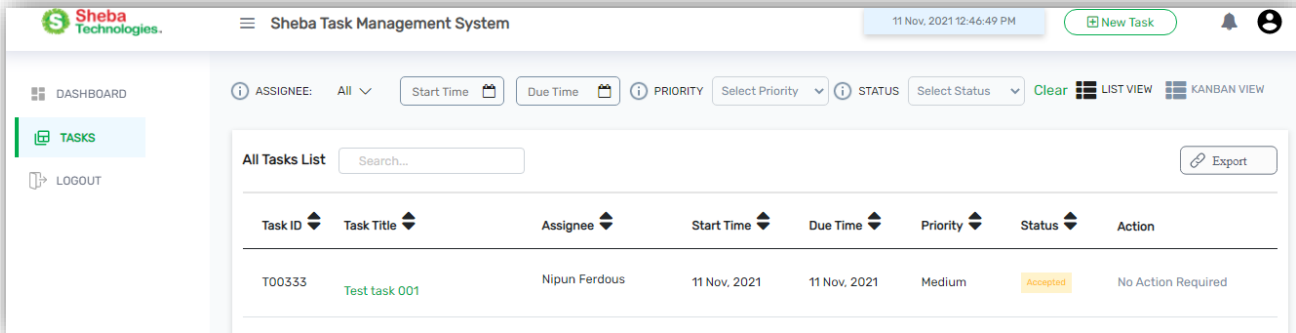 Sheba
Technologies.
Sheba Task Management System
11 Nov, 2021 12:46:49 PM
New Task
DASHBOARD
TASKS
LOGOUT
ASSIGNEE: All Start Time Due Time PRIORITY Select Priority STATUS Select Status Clear LIST VIEW KANBAN VIEW
All Tasks List Search... Export
Task ID Task Title Assignee Start Time Due Time Priority Status Action
T00333 Test task 001 Nipun Ferdous 11 Nov, 2021 11 Nov, 2021 Medium Accepted No Action Required